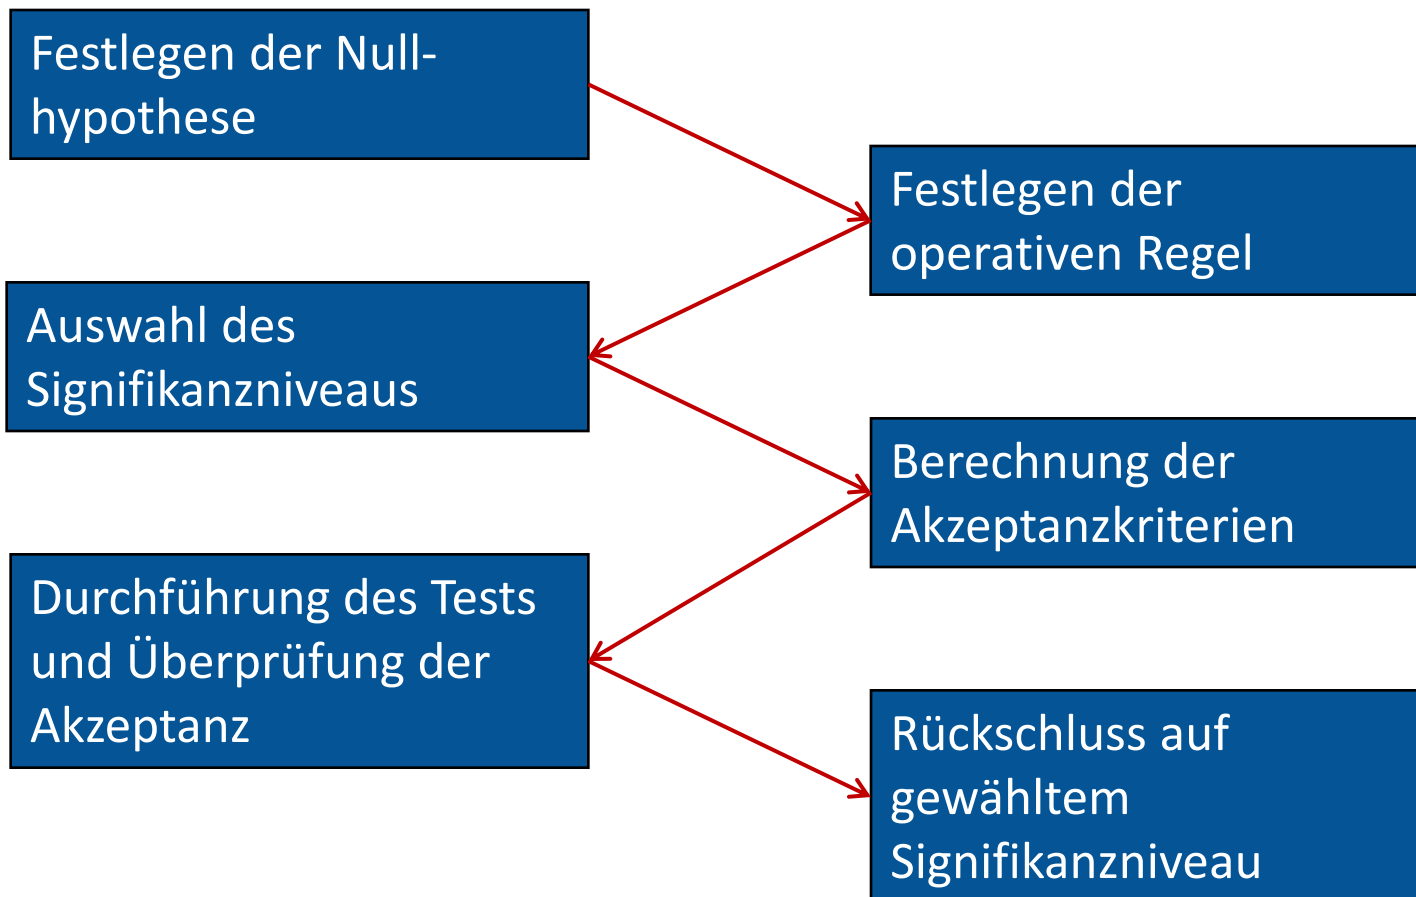 Festlegen der Null-
hypothese
Festlegen der
operativen Regel
Auswahl des
Signifikanzniveaus
Berechnung der
Akzeptanzkriterien
Durchführung des Tests
und Überprüfung der
Akzeptanz
Rückschluss auf
gewähltem
Signifikanzniveau